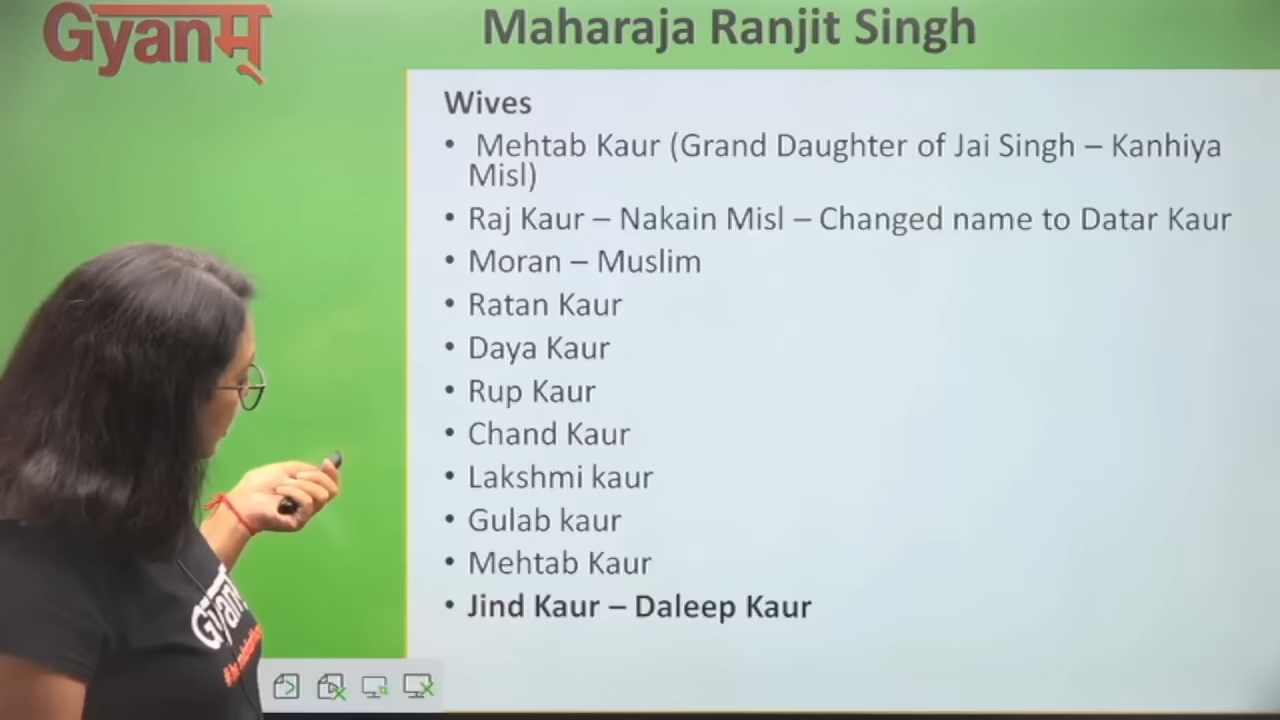 Gyanम्
Maharaja Ranjit Singh
Wives
• Mehtab Kaur (Grand Daughter of Jai Singh – Kanhiya
Misl)
• Raj Kaur – Nakain Misl – Changed name to Datar Kaur
• Moran – Muslim
• Ratan Kaur
• Daya Kaur
• Rup Kaur
• Chand Kaur
• Lakshmi kaur
• Gulab kaur
• Mehtab Kaur
• Jind Kaur – Daleep Kaur